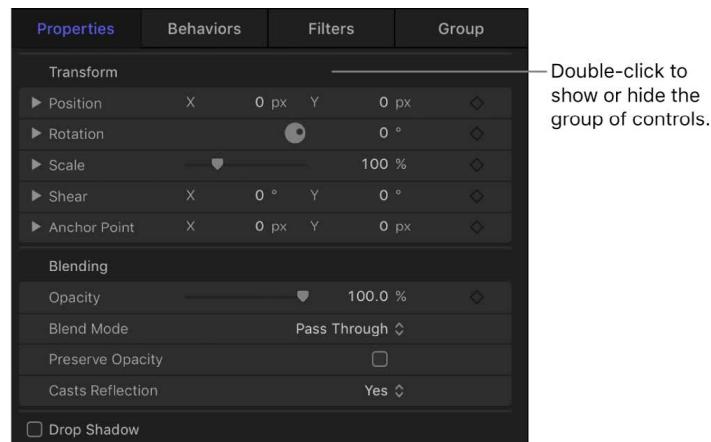 Properties Behaviors Filters Group
Transform
Position X 0 px Y 0 px
Rotation 0 °
Scale 100 %
Shear X 0 ° Y 0 °
Anchor Point X 0 px Y 0 px
Blending
Opacity 100.0 %
Blend Mode Pass Through
Preserve Opacity
Casts Reflection Yes
Drop Shadow
Double-click to
show or hide the
group of controls.